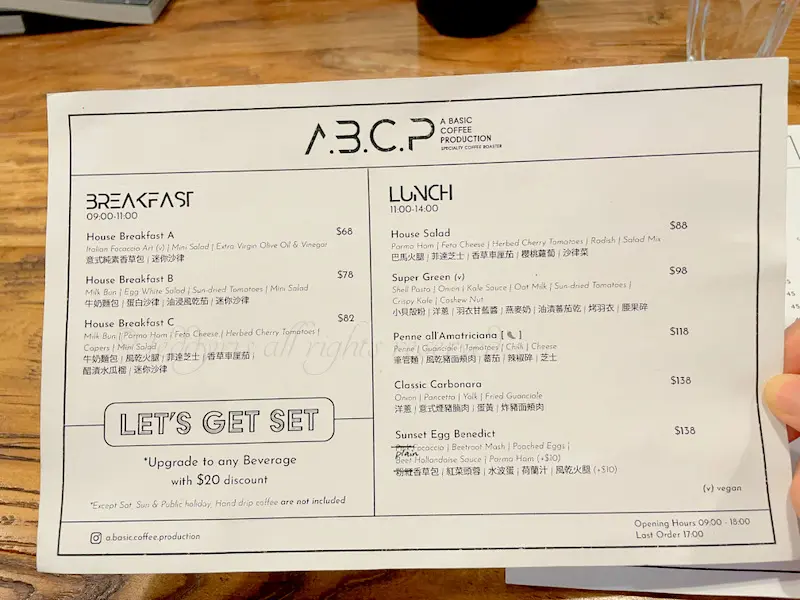 A.B.C.P
A BASIC
COFFEE
PRODUCTION
SPECIALTY COFFEE ROASTER
BREAKFAST
09:00-11:00
House Breakfast A $68
Italian Focaccia Art (v) | Mini Salad | Extra Virgin Olive Oil & Vinegar
意式純素香草包 | 迷你沙律
House Breakfast B $78
Milk Bun | Egg White Salad | Sun-dried Tomatoes | Mini Salad
牛奶麵包 | 蛋白沙律 | 油浸風乾茄 | 迷你沙律
House Breakfast C $82
Milk Bun | Parma Ham | Feta Cheese | Herbed Cherry Tomatoes |
Capers | Mini Salad
牛奶麵包 | 風乾火腿 | 菲達芝士 | 香草車厘茄 |
醋漬水瓜榴 | 迷你沙律
LET'S GET SET
*Upgrade to any Beverage
with $20 discount
*Except Sat, Sun & Public holiday, Hand drip coffee are not included
a.basic.coffee.production
LUNCH
11:00-14:00
House Salad $88
Parma Ham | Feta Cheese | Herbed Cherry Tomatoes | Radish | Salad Mix
巴馬火腿 | 菲達芝士 | 香草車厘茄 | 櫻桃蘿蔔 | 沙律菜
Super Green (v) $98
Shell Pasta | Onion | Kale Sauce | Oat Milk | Sun-dried Tomatoes |
Crispy Kale | Cashew Nut
小貝殼粉 | 洋蔥 | 羽衣甘藍醬 | 燕麥奶 | 油漬蕃茄乾 | 烤羽衣 | 腰果碎
Penne all'Amatriciana [ ] $118
Penne | Guanciale | Tomatoes | Chilli | Cheese
筆管麵 | 風乾豬面頰肉 | 蕃茄 | 辣椒碎 | 芝士
Classic Carbonara $138
Onion | Pancetta | Yolk | Fried Guanciale
洋蔥 | 意式煙豬腩肉 | 蛋黃 | 炸豬面頰肉
Sunset Egg Benedict $138
plain
Focaccia | Beetroot Mash | Poached Eggs |
Beet Hollandaise Sauce | Parma Ham (+$10)
香草包 | 紅菜頭蓉 | 水波蛋 | 荷蘭汁 | 風乾火腿 (+$10)
(v) vegan
Opening Hours 09:00 - 18:00
Last Order 17:00
all rights